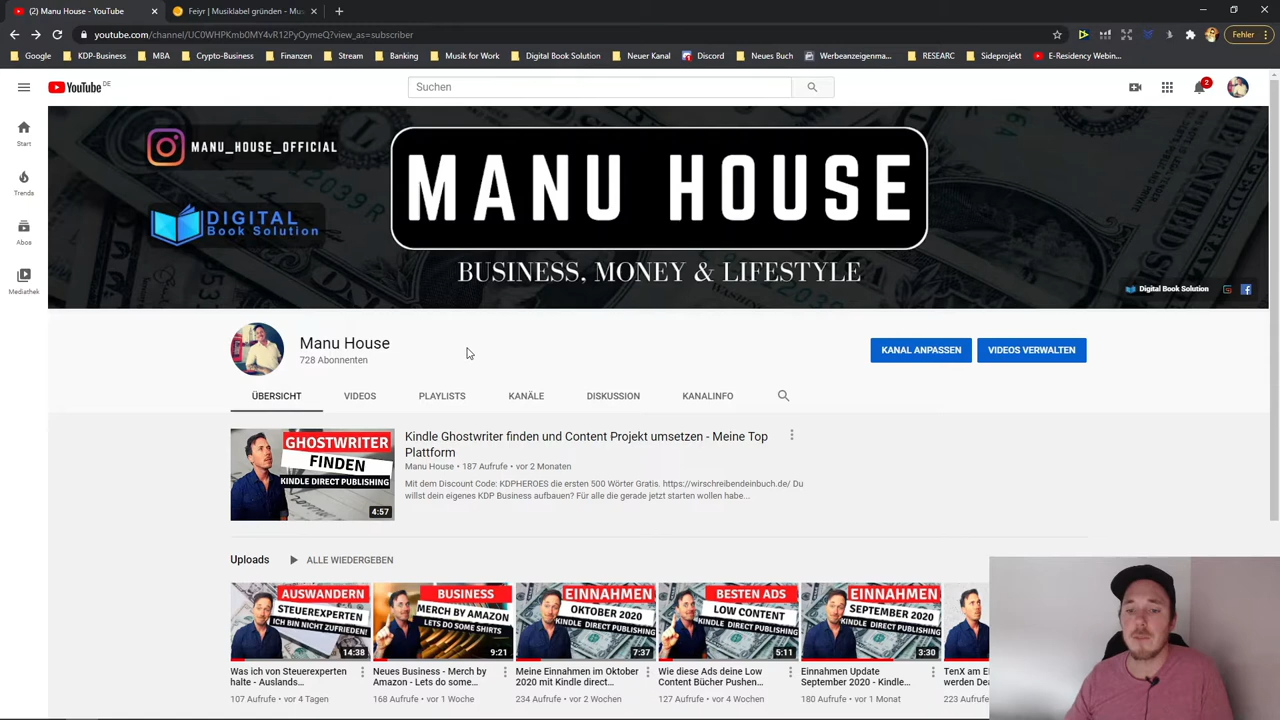 (2) Manu House - YouTube
Feiyr | Musiklabel gründen - Mus
youtube.com/channel/UC0WHPKmb0MY4vR12PyOymeQ?view_as=subscriber
Fehler
Google
KDP-Business
MBA
Crypto-Business
Finanzen
Stream
Banking
Musik for Work
Digital Book Solution
Neuer Kanal
Discord
Neues Buch
Werbeanzeigenma...
RESEARC
Sideprojekt
E-Residency Webin...
YouTube DE
Suchen
2
Start
Trends
Abos
Mediathek
MANU_HOUSE_OFFICIAL
DIGITAL
Book Solution
MANU HOUSE
BUSINESS, MONEY & LIFESTYLE
Digital Book Solution
Manu House
728 Abonnenten
KANAL ANPASSEN
VIDEOS VERWALTEN
ÜBERSICHT
VIDEOS
PLAYLISTS
KANÄLE
DISKUSSION
KANALINFO
GHOSTWRITER
FINDEN
KINDLE DIRECT PUBLISHING
4:57
Kindle Ghostwriter finden und Content Projekt umsetzen - Meine Top
Plattform
Manu House • 187 Aufrufe • vor 2 Monaten
Mit dem Discount Code: KDPHEROES die ersten 500 Wörter Gratis. https://wirschreibendeinbuch.de/ Du
willst dein eigenes KDP Business aufbauen? Für alle die gerade jetzt starten wollen habe...
Uploads
ALLE WIEDERGEBEN
AUSWANDERN
STEUEREXPERTEN
ICH BIN NICHT ZUFRIEDEN!
14:38
Was ich von Steuerexperten
halte - Auslands...
107 Aufrufe • vor 4 Tagen
BUSINESS
MERCH BY AMAZON
LETS DO SOME SHIRTS
9:21
Neues Business - Merch by
Amazon - Lets do some...
168 Aufrufe • vor 1 Woche
EINNAHMEN
OKTOBER 2020
KINDLE DIRECT PUBLISHING
7:37
Meine Einnahmen im Oktober
2020 mit Kindle direct...
234 Aufrufe • vor 2 Wochen
BESTEN ADS
LOW CONTENT
KINDLE DIRECT PUBLISHING
5:11
Wie diese Ads deine Low
Content Bücher Pushen...
127 Aufrufe • vor 4 Wochen
EINNAHMEN
SEPTEMBER 2020
KINDLE DIRECT PUBLISHING
3:30
Einnahmen Update
September 2020 - Kindle...
180 Aufrufe • vor 1 Monat
TenX am E
werden Dea
223 Aufrufe